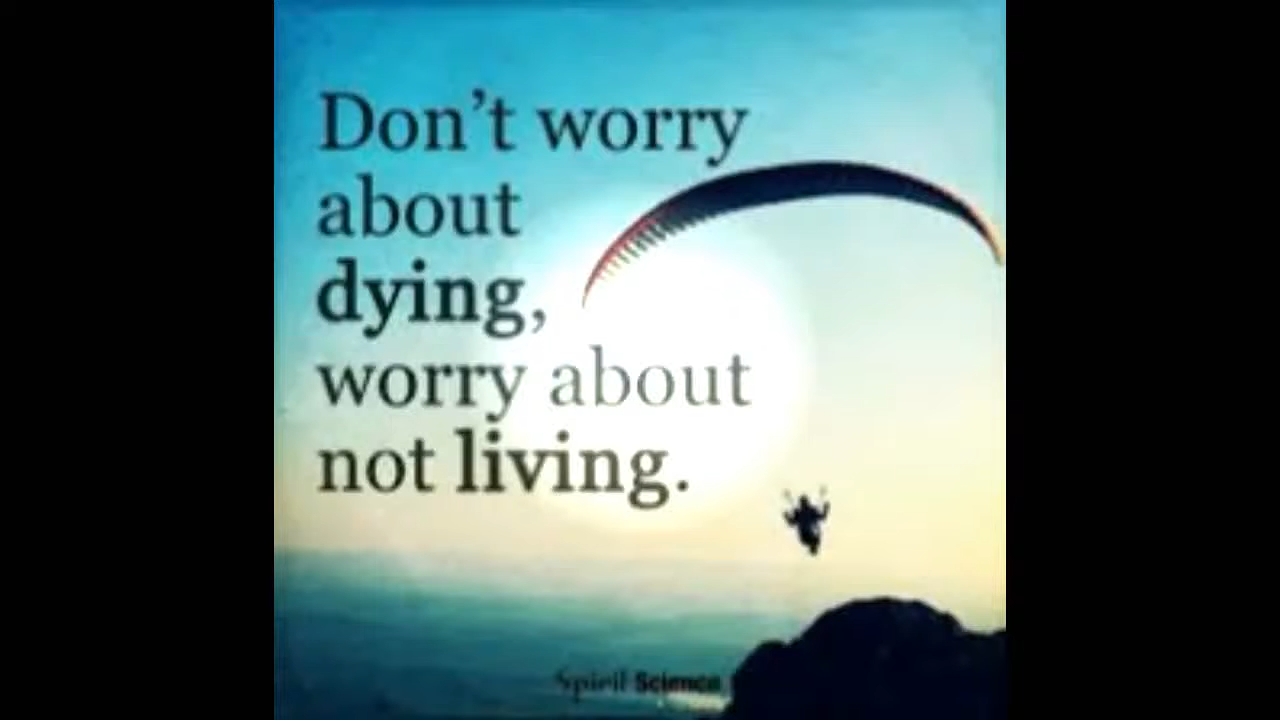 Don't worry
about
dying,
worry about
not living.
Spirit Science